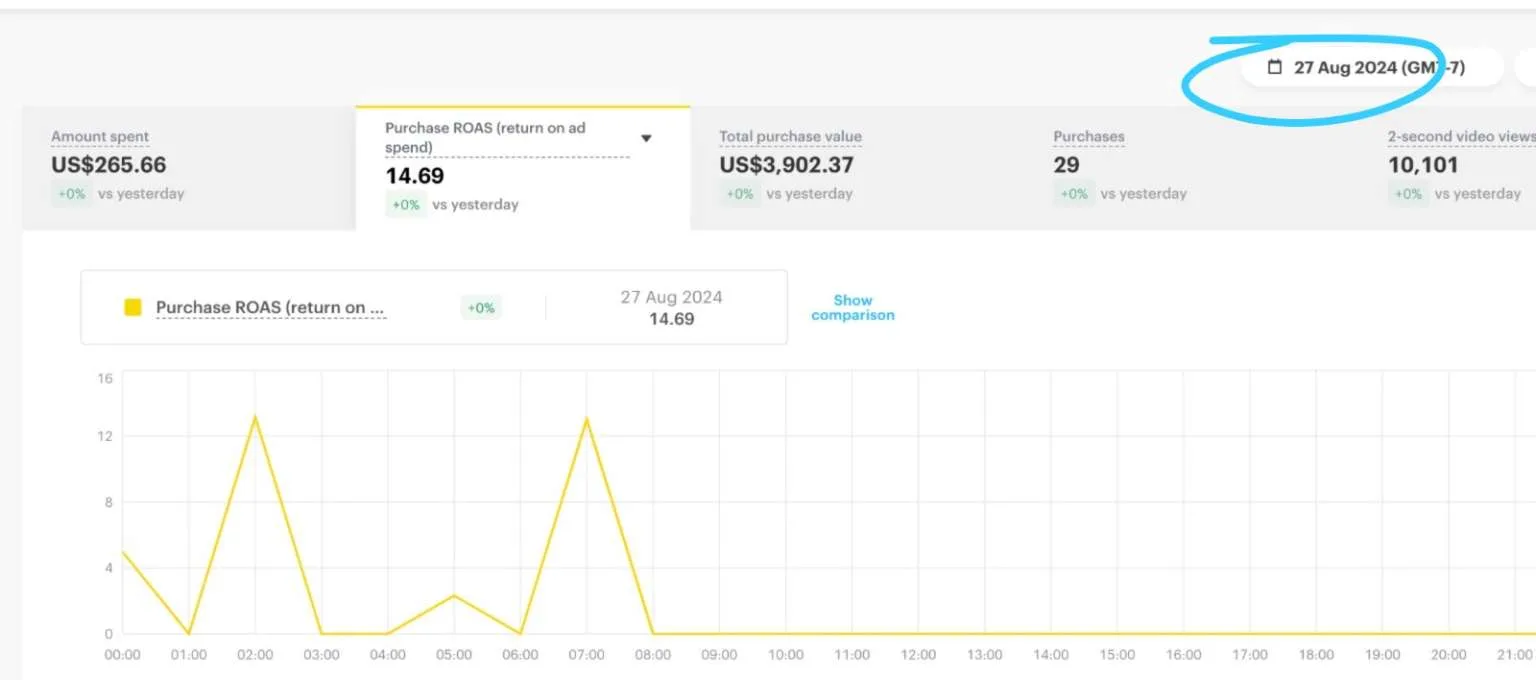 27 Aug 2024 (GMT-7)
Amount spent
US$265.66
+0% vs yesterday
Purchase ROAS (return on ad
spend)
14.69
+0% vs yesterday
Total purchase value
US$3,902.37
+0% vs yesterday
Purchases
29
+0% vs yesterday
2-second video views
10,101
+0% vs yesterday
Purchase ROAS (return on ...
+0%
27 Aug 2024
14.69
Show
comparison
16
12
8
4
0
00:00 01:00 02:00 03:00 04:00 05:00 06:00 07:00 08:00 09:00 10:00 11:00 12:00 13:00 14:00 15:00 16:00 17:00 18:00 19:00 20:00 21:00